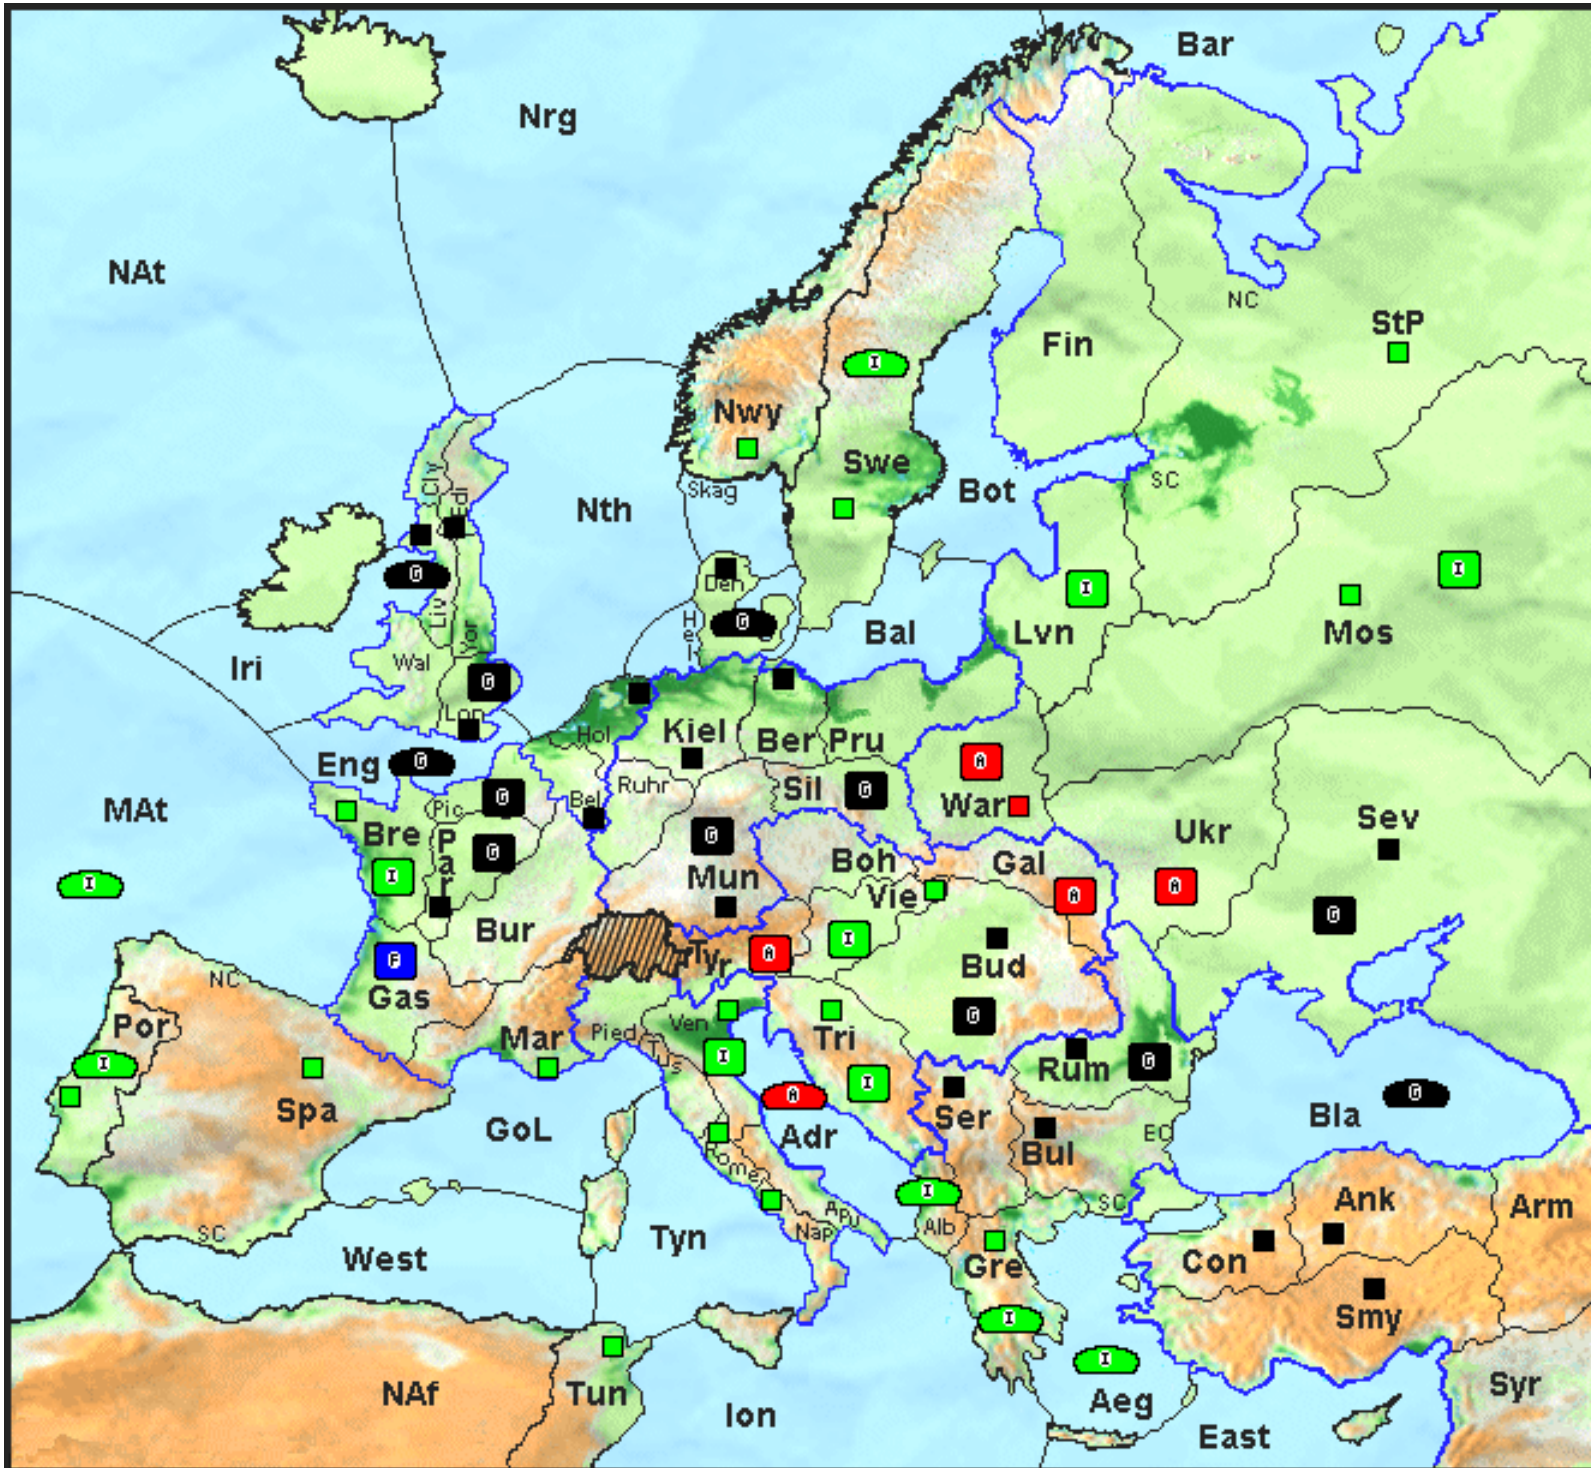 Bar
Nrg
NAt
NC
StP
Fin
Nwy
Swe
Skag
SC
Bot
Nth
Cly
Edi
I
I
I
G
Den
G
Hel
Liv
Yor
Bal
Lvn
Mos
Iri
Wal
G
Lon
Hol
Kiel
Ber
Pru
Eng
G
A
MAt
Pic
G
Bel
Ruhr
Sil
G
War
Ukr
Sev
Bre
Par
G
G
Boh
Gal
I
I
Mun
Vie
A
A
G
Bur
I
F
Gas
Tyr
A
Bud
NC
Por
Mar
Pied
Ven
Tri
G
I
Tus
I
I
Rum
G
Spa
GoL
A
Adr
Ser
Bul
EC
Bla
G
Rome
I
SC
Ank
Arm
SC
West
Tyn
Apu
Nap
Alb
Gre
Con
Smy
I
I
NAf
Tun
Ion
Aeg
East
Syr